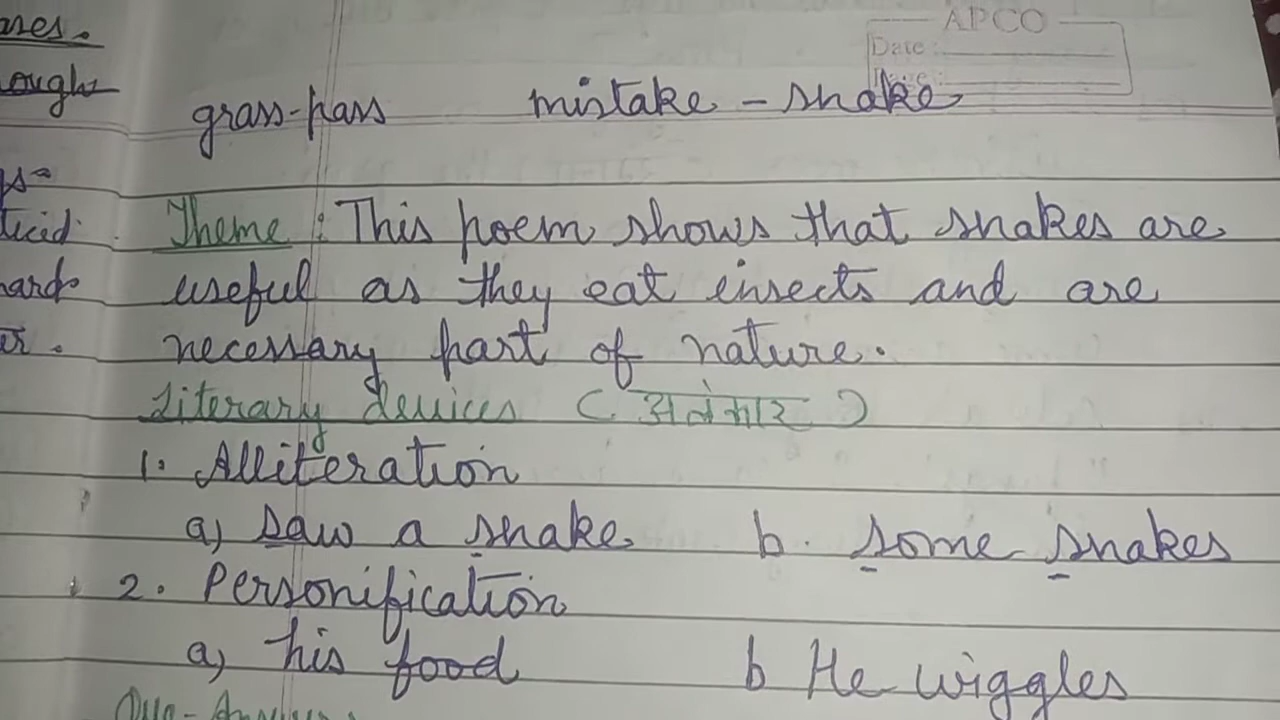 APCO
Date :
grass-pass mistake - snake
Theme : This poem shows that snakes are
useful as they eat insects and are
necessary part of nature.
Literary devices ( अलंकार )
1. Alliteration
a) saw a snake b. some snakes
2. Personification
a) his food b He wiggles